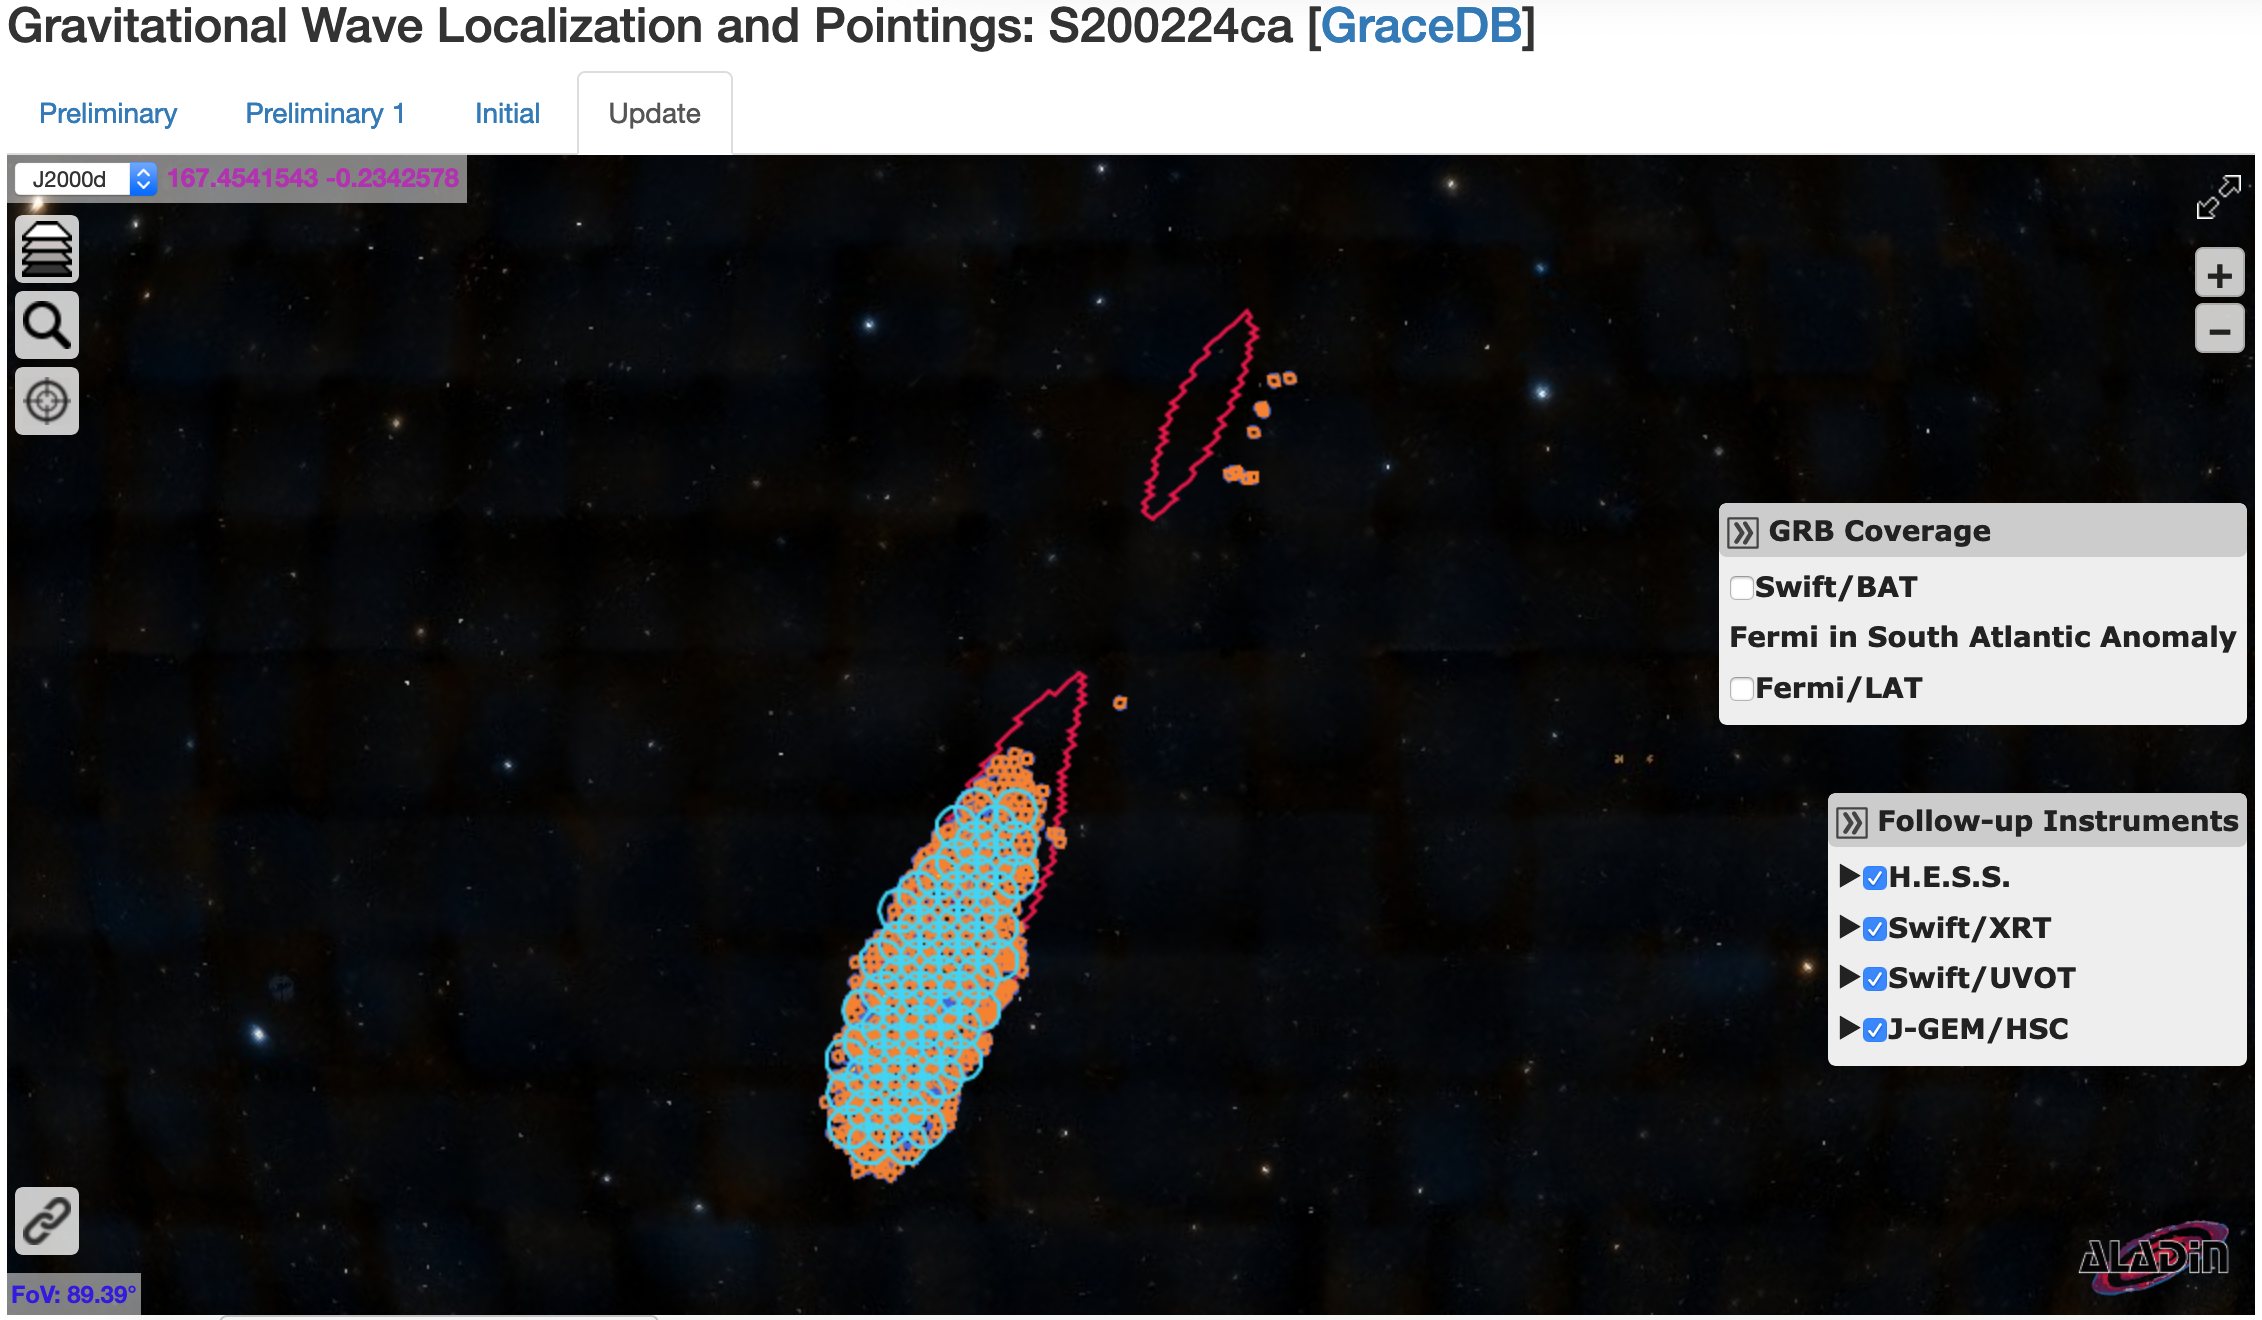 Gravitational Wave Localization and Pointings: S200224ca [GraceDB]
Preliminary
Preliminary 1
Initial
Update
J2000d 167.4541543 -0.2342578
GRB Coverage
Swift/BAT
Fermi in South Atlantic Anomaly
Fermi/LAT
Follow-up Instruments
H.E.S.S.
Swift/XRT
Swift/UVOT
J-GEM/HSC
ALADiN
FoV: 89.39°